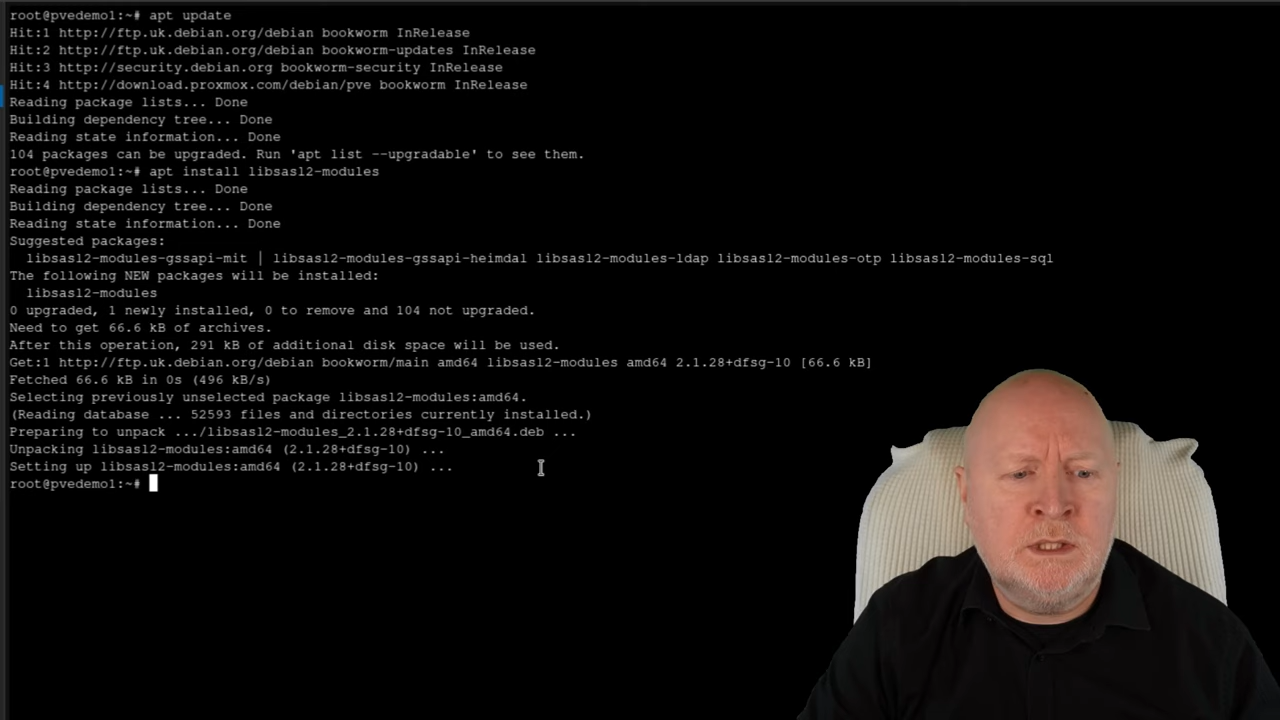 root@pvedemo1:~# apt update
Hit:1 http://ftp.uk.debian.org/debian bookworm InRelease
Hit:2 http://ftp.uk.debian.org/debian bookworm-updates InRelease
Hit:3 http://security.debian.org bookworm-security InRelease
Hit:4 http://download.proxmox.com/debian/pve bookworm InRelease
Reading package lists... Done
Building dependency tree... Done
Reading state information... Done
104 packages can be upgraded. Run 'apt list --upgradable' to see them.
root@pvedemo1:~# apt install libsasl2-modules
Reading package lists... Done
Building dependency tree... Done
Reading state information... Done
Suggested packages:
  libsasl2-modules-gssapi-mit | libsasl2-modules-gssapi-heimdal libsasl2-modules-ldap libsasl2-modules-otp libsasl2-modules-sql
The following NEW packages will be installed:
  libsasl2-modules
0 upgraded, 1 newly installed, 0 to remove and 104 not upgraded.
Need to get 66.6 kB of archives.
After this operation, 291 kB of additional disk space will be used.
Get:1 http://ftp.uk.debian.org/debian bookworm/main amd64 libsasl2-modules amd64 2.1.28+dfsg-10 [66.6 kB]
Fetched 66.6 kB in 0s (496 kB/s)
Selecting previously unselected package libsasl2-modules:amd64.
(Reading database ... 52593 files and directories currently installed.)
Preparing to unpack .../libsasl2-modules_2.1.28+dfsg-10_amd64.deb ...
Unpacking libsasl2-modules:amd64 (2.1.28+dfsg-10) ...
Setting up libsasl2-modules:amd64 (2.1.28+dfsg-10) ...
root@pvedemo1:~#